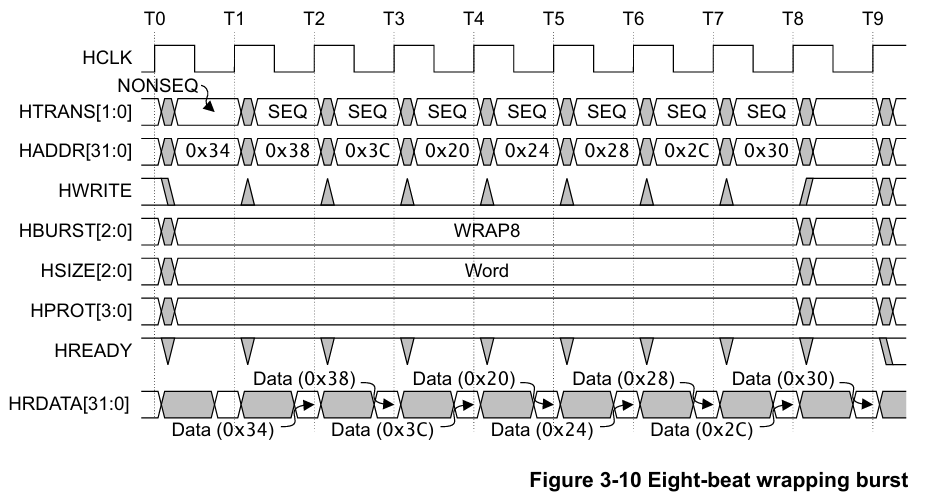 T0 T1 T2 T3 T4 T5 T6 T7 T8 T9
HCLK
NONSEQ
HTRANS[1:0] SEQ SEQ SEQ SEQ SEQ SEQ SEQ
HADDR[31:0] 0x34 0x38 0x3C 0x20 0x24 0x28 0x2C 0x30
HWRITE
HBURST[2:0] WRAP8
HSIZE[2:0] Word
HPROT[3:0]
HREADY
Data (0x38) Data (0x20) Data (0x28) Data (0x30)
HRDATA[31:0]
Data (0x34) Data (0x3C) Data (0x24) Data (0x2C)
Figure 3-10 Eight-beat wrapping burst